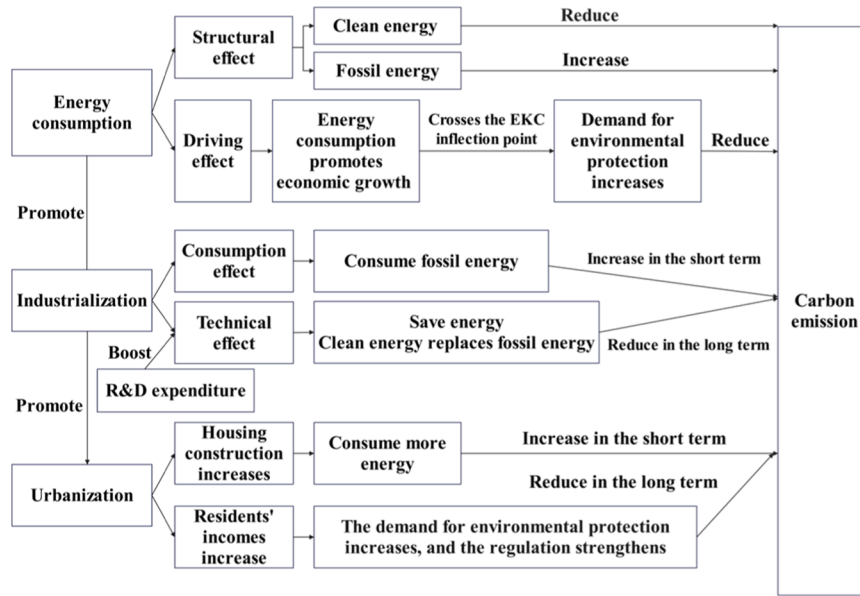 Energy
consumption
Structural
effect
Clean energy
Reduce
Fossil energy
Increase
Driving
effect
Energy
consumption
promotes
economic growth
Crosses the EKC
inflection point
Demand for
environmental
protection
increases
Reduce
Promote
Industrialization
Consumption
effect
Consume fossil energy
Increase in the short term
Technical
effect
Save energy
Clean energy replaces fossil energy
Reduce in the long term
Boost
R&D expenditure
Carbon
emission
Promote
Urbanization
Housing
construction
increases
Consume more
energy
Increase in the short term
Reduce in the long term
Residents'
incomes
increase
The demand for environmental protection
increases, and the regulation strengthens